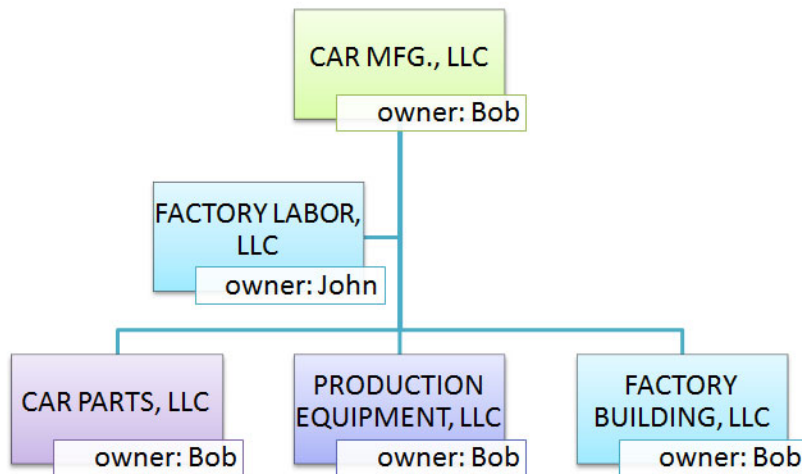 CAR MFG., LLC
owner: Bob
FACTORY LABOR,
LLC
owner: John
CAR PARTS, LLC
owner: Bob
PRODUCTION
EQUIPMENT, LLC
owner: Bob
FACTORY
BUILDING, LLC
owner: Bob